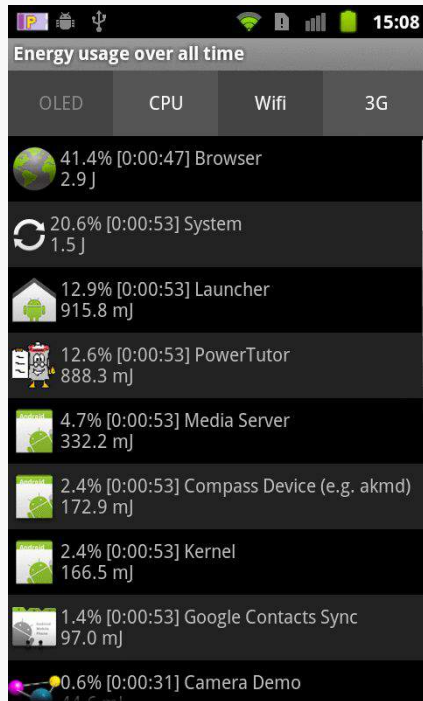 15:08
Energy usage over all time
OLED CPU Wifi 3G
41.4% [0:00:47] Browser
2.9 J
20.6% [0:00:53] System
1.5 J
12.9% [0:00:53] Launcher
915.8 mJ
12.6% [0:00:53] PowerTutor
888.3 mJ
4.7% [0:00:53] Media Server
332.2 mJ
2.4% [0:00:53] Compass Device (e.g. akmd)
172.9 mJ
2.4% [0:00:53] Kernel
166.5 mJ
1.4% [0:00:53] Google Contacts Sync
97.0 mJ
0.6% [0:00:31] Camera Demo